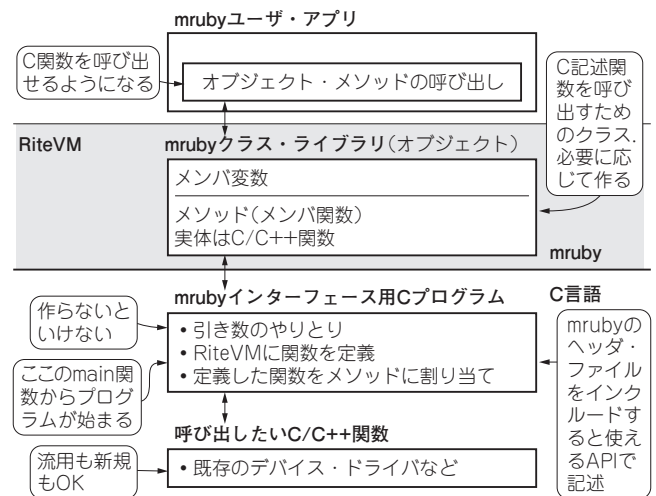 mrubyユーザ・アプリ
C関数を呼び出
せるようになる
オブジェクト・メソッドの呼び出し
C記述関
数を呼び
出すため
のクラス.
必要に応
じて作る
RiteVM
mrubyクラス・ライブラリ(オブジェクト)
メンバ変数
メソッド(メンバ関数)
実体はC/C++関数
mruby
mrubyインターフェース用Cプログラム
C言語
作らないと
いけない
• 引き数のやりとり
• RiteVMに関数を定義
• 定義した関数をメソッドに割り当て
ここのmain関
数からプログ
ラムが始まる
mrubyの
ヘッダ・
ファイル
をインク
ルードす
ると使え
るAPIで
記述
呼び出したいC/C++関数
流用も新規
もOK
• 既存のデバイス・ドライバなど